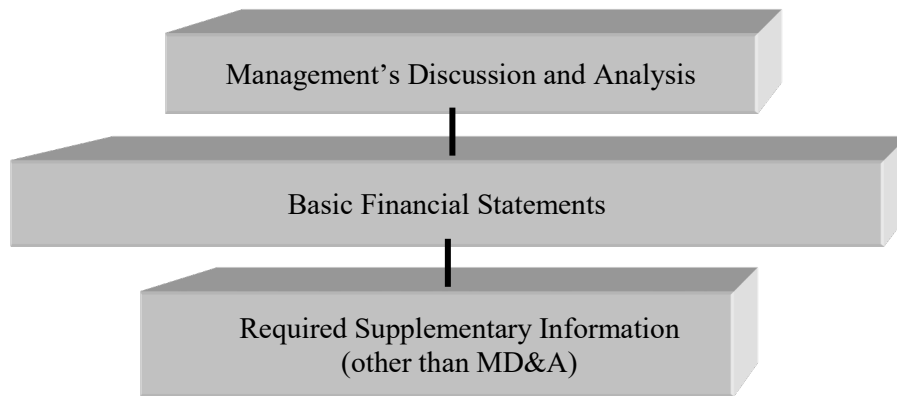 Management’s Discussion and Analysis
Basic Financial Statements
Required Supplementary Information
(other than MD&A)